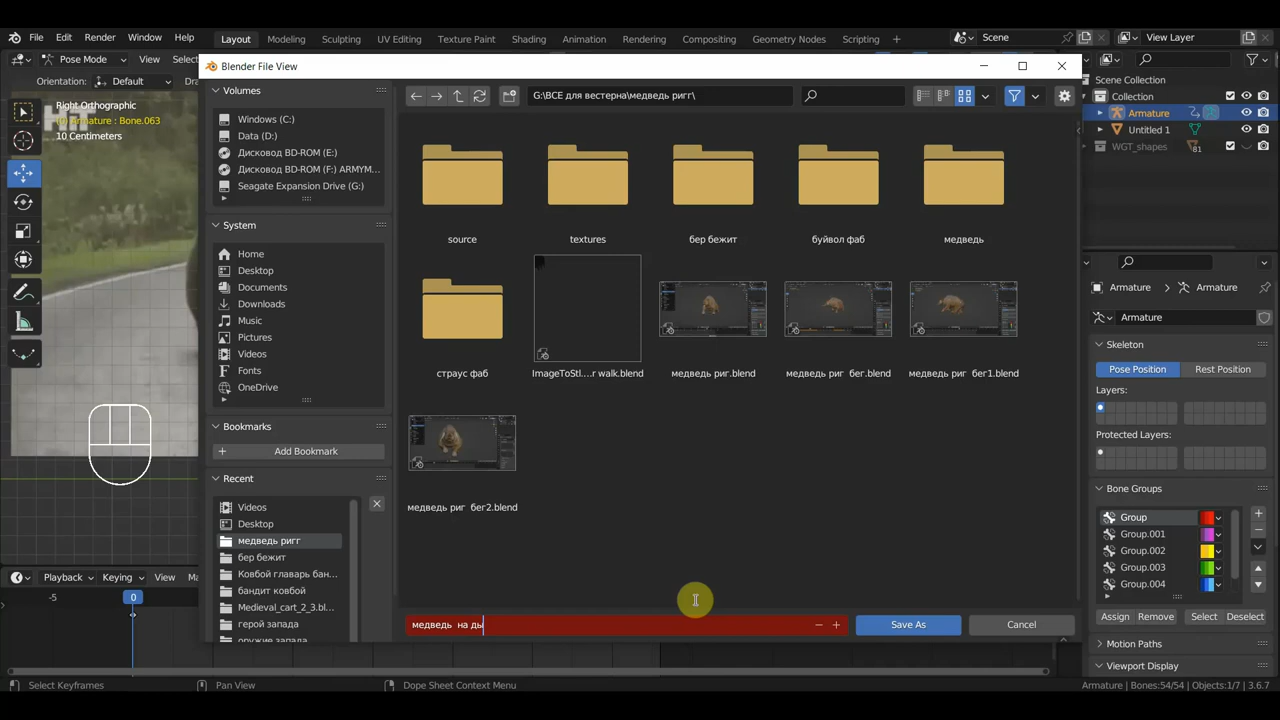 File Edit Render Window Help
Layout Modeling Sculpting UV Editing Texture Paint Shading Animation Rendering Compositing Geometry Nodes Scripting
Scene
View Layer
Pose Mode View
Orientation: Default
Right Orthographic
Armature : Bone.063
10 Centimeters
Blender File View
Volumes
Windows (C:)
Data (D:)
Дисковод BD-ROM (E:)
Дисковод BD-ROM (F:) ARMYM...
Seagate Expansion Drive (G:)
System
Home
Desktop
Documents
Downloads
Music
Pictures
Videos
Fonts
OneDrive
Bookmarks
Add Bookmark
Recent
Videos
Desktop
медведь ригг
бер бежит
Ковбой главарь бан...
бандит ковбой
Medieval_cart_2_3.bl...
герой запада
оружие запада
G:\ВСЕ для вестерна\медведь ригг\
source
textures
бер бежит
буйвол фаб
медведь
страус фаб
ImageToStl....r walk.blend
медведь риг.blend
медведь риг бег.blend
медведь риг бег1.blend
медведь риг бег2.blend
медведь на ды
Save As
Cancel
Scene Collection
Collection
Armature
Untitled 1
WGT_shapes
81
Armature
Armature
Armature
Skeleton
Pose Position
Rest Position
Layers:
Protected Layers:
Bone Groups
Group
Group.001
Group.002
Group.003
Group.004
Assign Remove Select Deselect
Motion Paths
Viewport Display
Playback Keying View
-5
0
Select Keyframes
Pan View
Dope Sheet Context Menu
Armature | Bones:54/54 | Objects:1/7 | 3.6.7